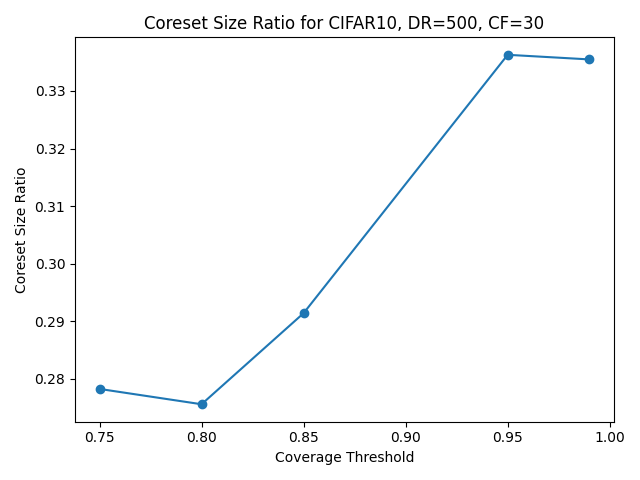 Coreset Size Ratio for CIFAR10, DR=500, CF=30
0.33
0.32
0.31
0.30
0.29
0.28
Coreset Size Ratio
0.75 0.80 0.85 0.90 0.95 1.00
Coverage Threshold